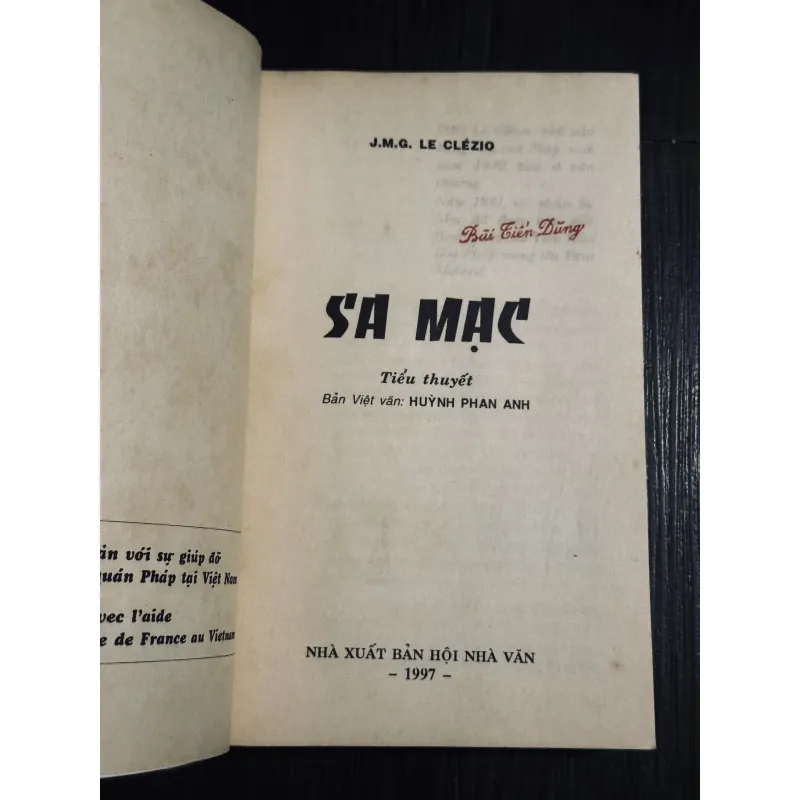 ản với sự giúp đỡ
quán Pháp tại Việt Nam
vec l'aide
e de France au Vietnam
J.M.G. LE CLÉZIO
Bùi Tiến Dũng
SA MẠC
Tiểu thuyết
Bản Việt văn: HUỲNH PHAN ANH
NHÀ XUẤT BẢN HỘI NHÀ VĂN
– 1997 –